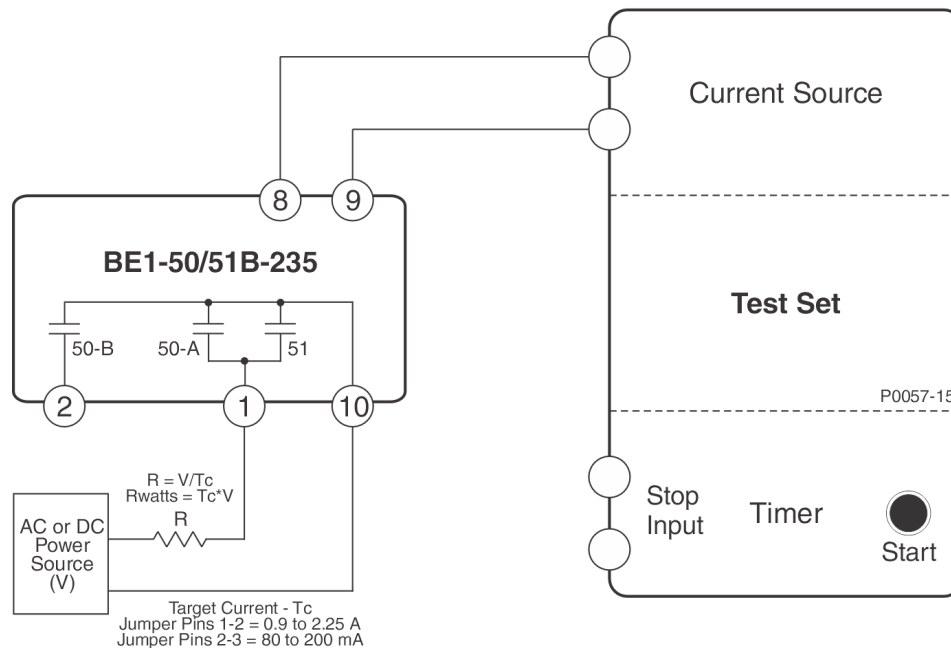 Current Source
8
9
BE1-50/51B-235
Test Set
50-B
50-A
51
P0057-15
2
1
10
R = V/Tc
Rwatts = Tc*V
R
AC or DC
Power
Source
(V)
Stop
Input
Timer
Start
Target Current - Tc
Jumper Pins 1-2 = 0.9 to 2.25 A
Jumper Pins 2-3 = 80 to 200 mA